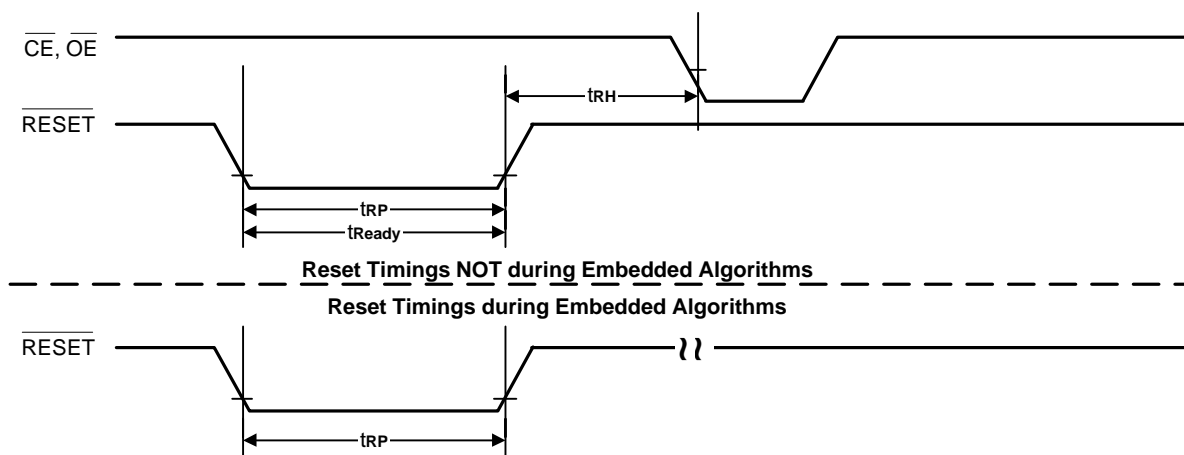 CE, OE
tRH
RESET
tRP
tReady
Reset Timings NOT during Embedded Algorithms
Reset Timings during Embedded Algorithms
RESET
tRP